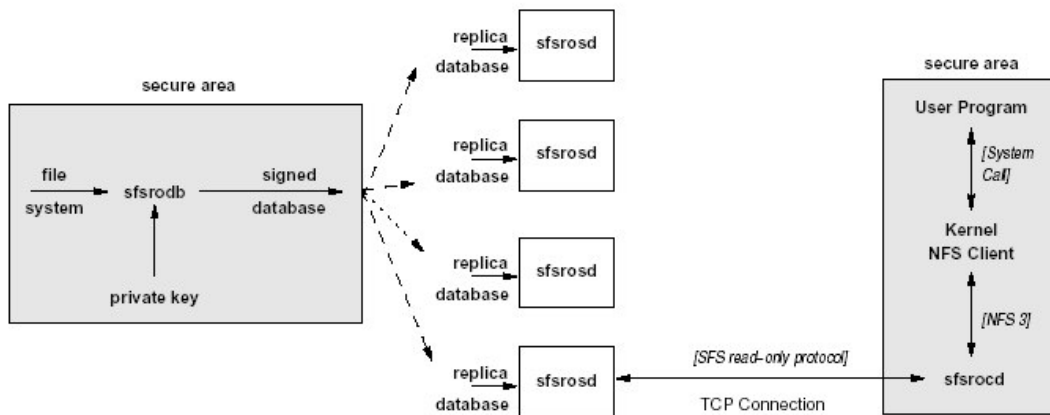 secure area
file
system
sfsrodb
signed
database
private key
replica
database
sfsrosd
replica
database
sfsrosd
replica
database
sfsrosd
replica
database
sfsrosd
[SFS read-only protocol]
TCP Connection
secure area
User Program
[System
Call]
Kernel
NFS Client
[NFS 3]
sfsrocd